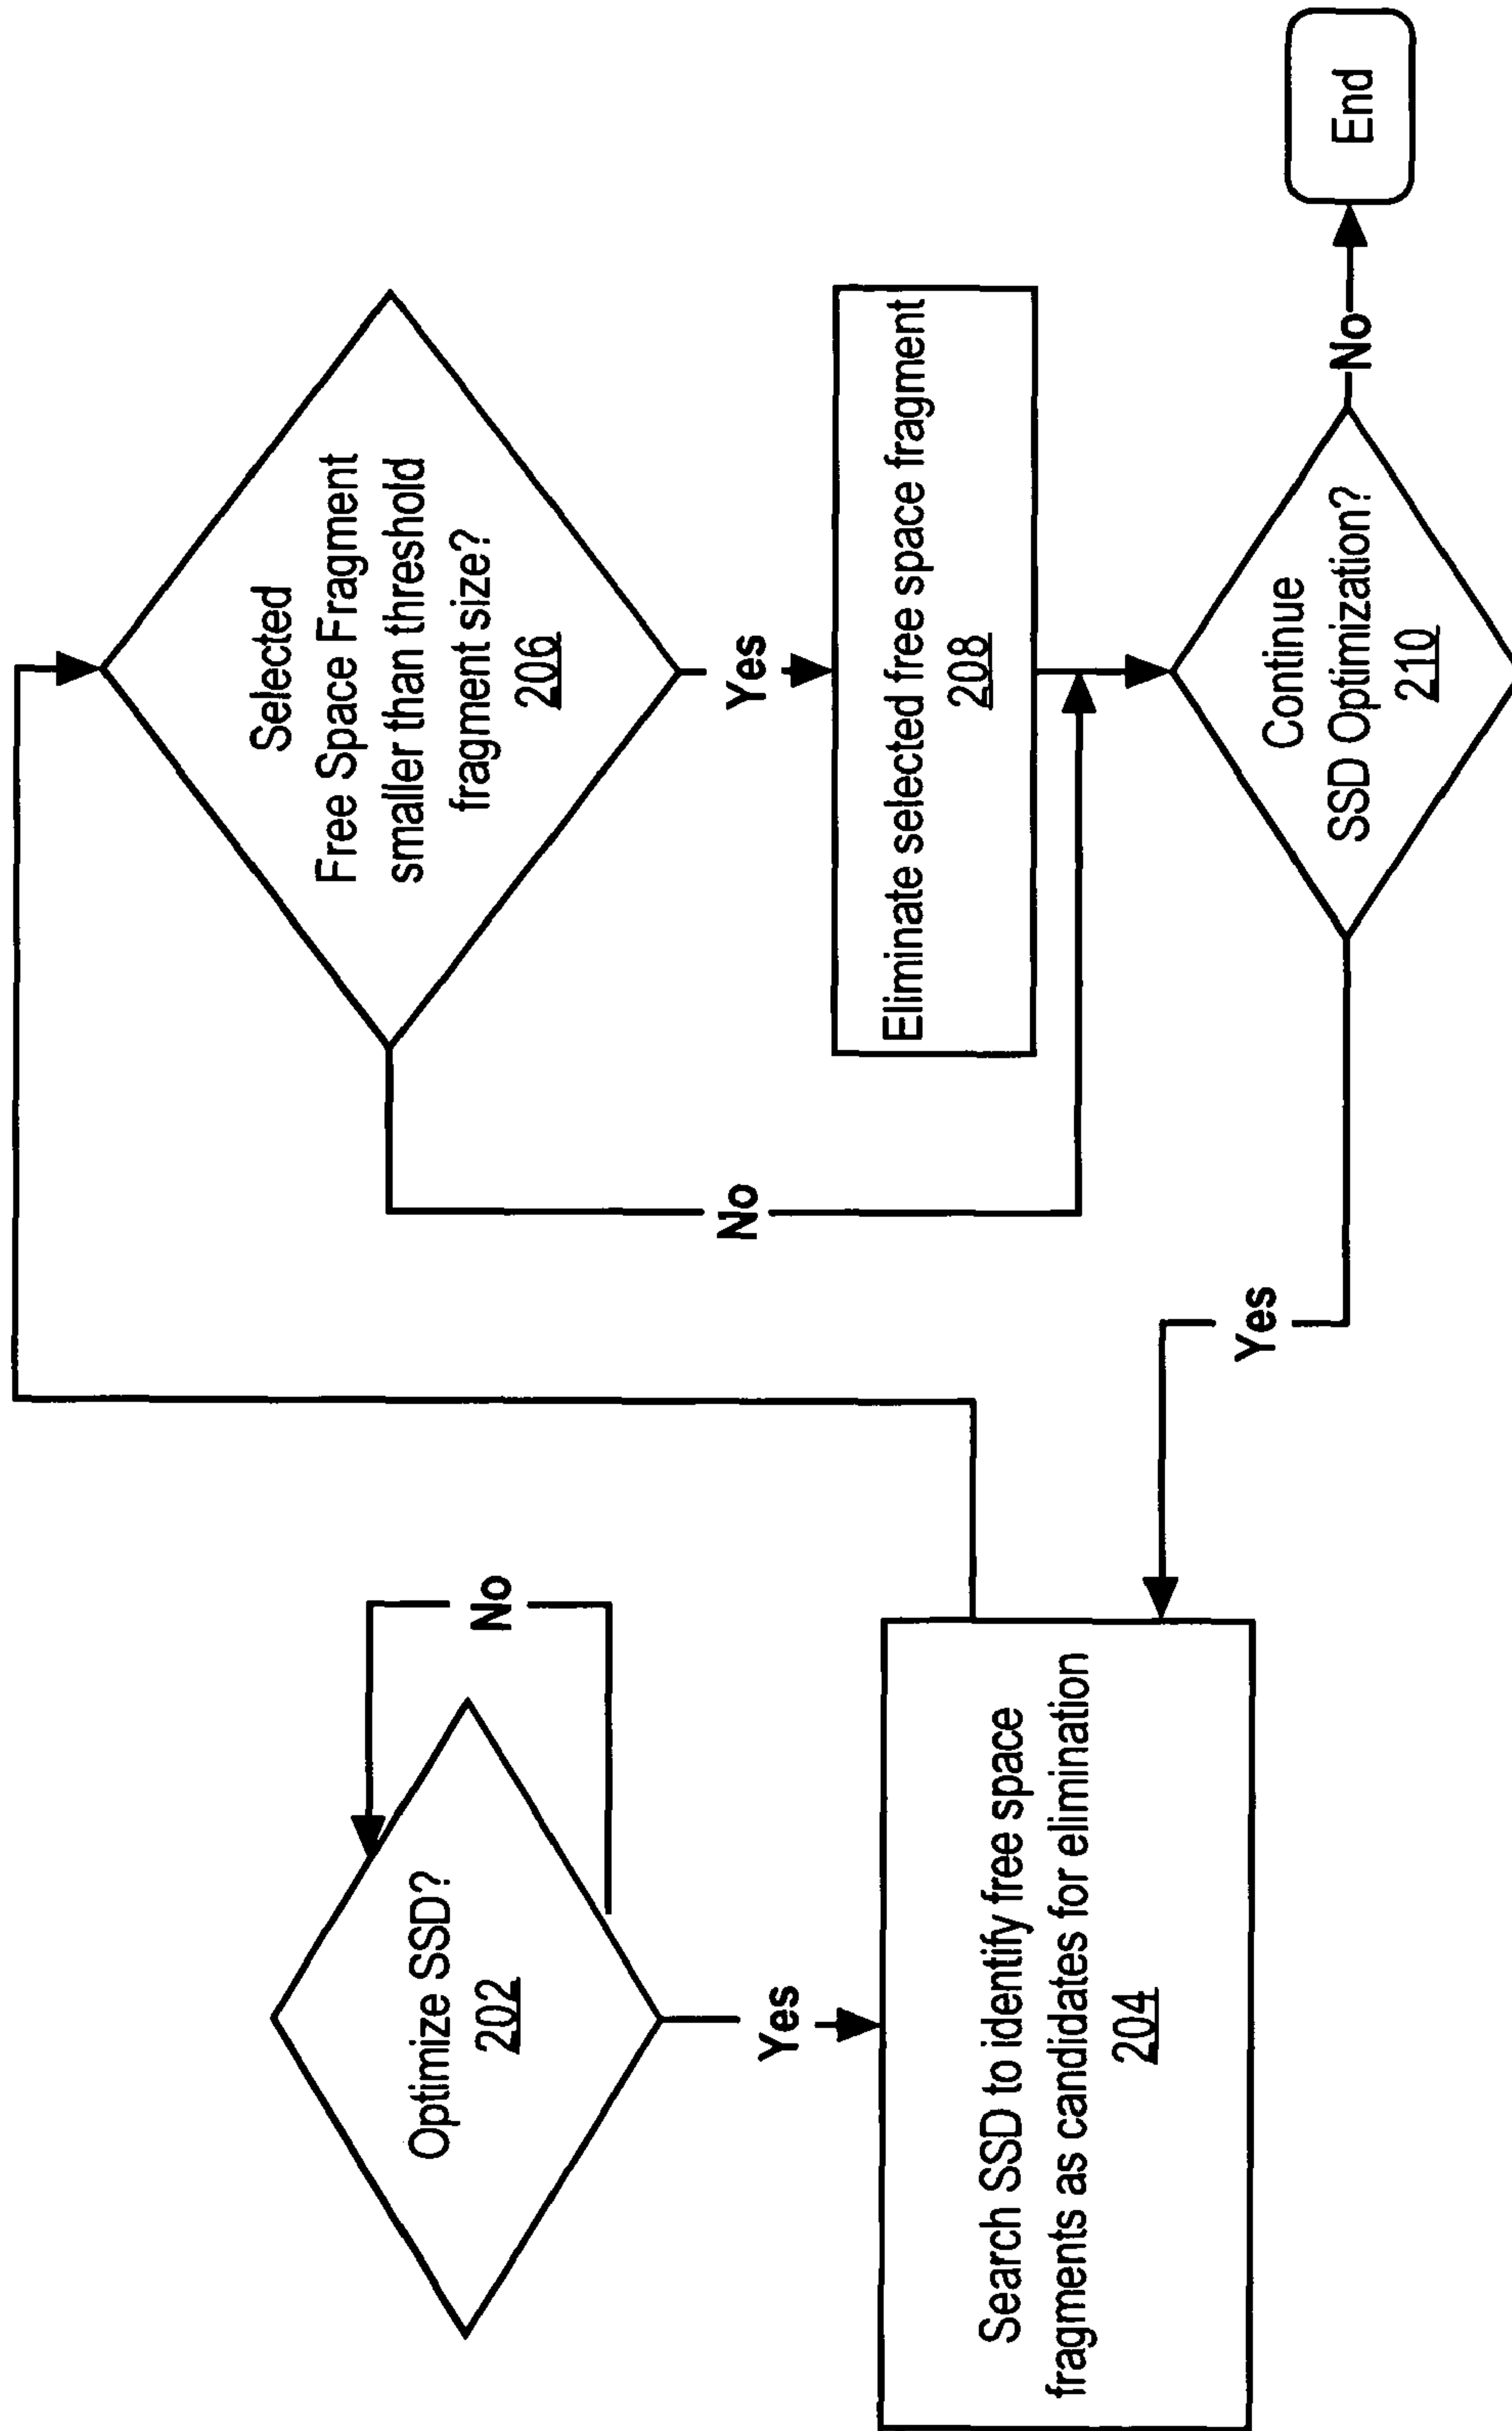 Optimize SSD?
202
No
Yes
Search SSD to identify free space
fragments as candidates for elimination
204
Selected
Free Space Fragment
smaller than threshold
fragment size?
206
No
Yes
Eliminate selected free space fragment
208
Continue
SSD Optimization?
210
Yes
No
End